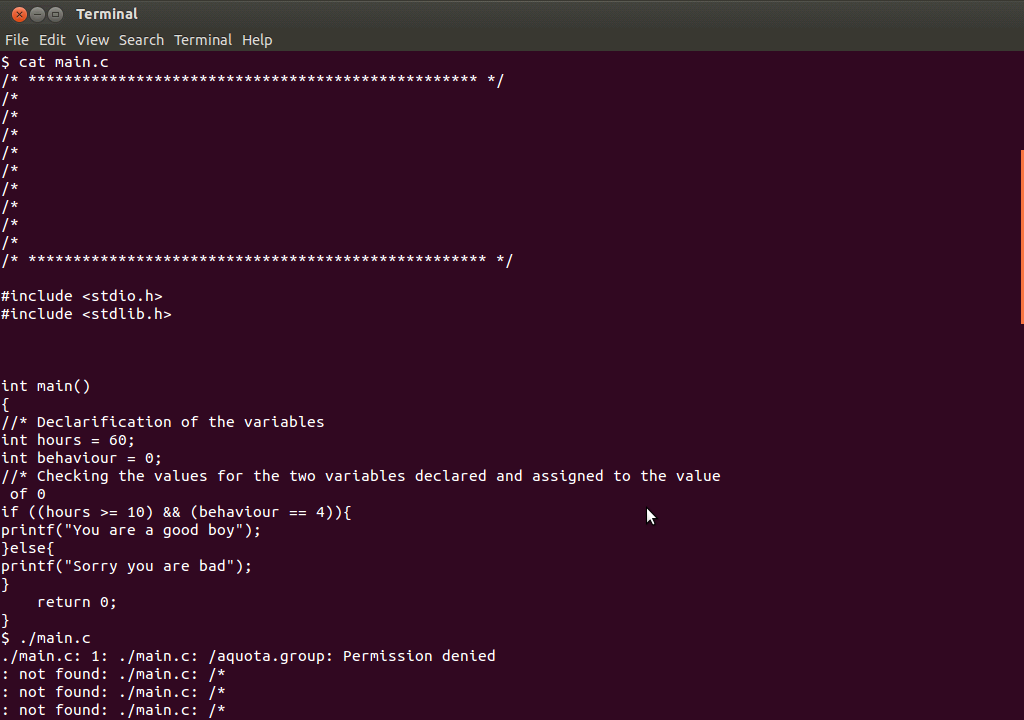 Terminal
File Edit View Search Terminal Help
$ cat main.c
/* ************************************************** */
/*
/*
/*
/*
/*
/*
/*
/*
/*
/* *************************************************** */
#include <stdio.h>
#include <stdlib.h>
int main()
{
//* Declarification of the variables
int hours = 60;
int behaviour = 0;
//* Checking the values for the two variables declared and assigned to the value
 of 0
if ((hours >= 10) && (behaviour == 4)){
printf("You are a good boy");
}else{
printf("Sorry you are bad");
}
    return 0;
}
$ ./main.c
./main.c: 1: ./main.c: /aquota.group: Permission denied
: not found: ./main.c: /*
: not found: ./main.c: /*
: not found: ./main.c: /*